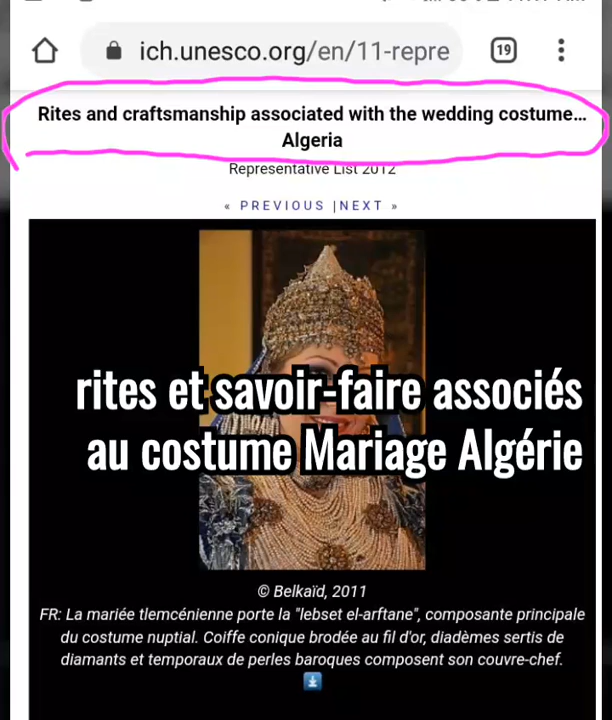 ich.unesco.org/en/11-repre
19
Rites and craftsmanship associated with the wedding costume...
Algeria
Representative List 2012
« PREVIOUS |NEXT »
rites et savoir-faire associés
au costume Mariage Algérie
© Belkaïd, 2011
FR: La mariée tlemcénienne porte la "lebset el-arftane", composante principale
du costume nuptial. Coiffe conique brodée au fil d'or, diadèmes sertis de
diamants et temporaux de perles baroques composent son couvre-chef.